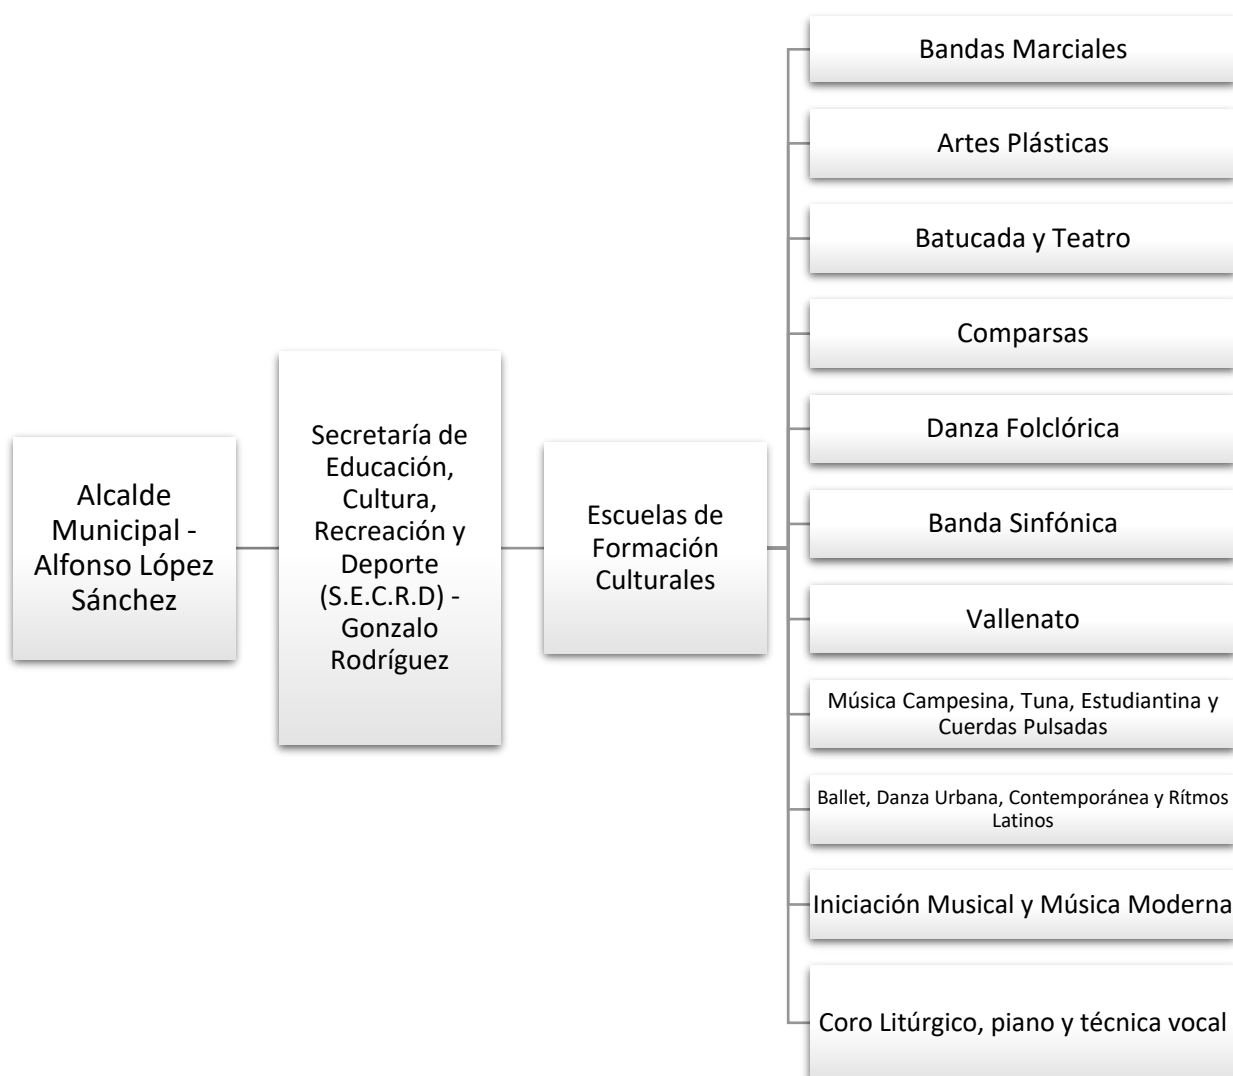 Alcalde
Municipal -
Alfonso López
Sánchez
Secretaría de
Educación,
Cultura,
Recreación y
Deporte
(S.E.C.R.D) -
Gonzalo
Rodríguez
Escuelas de
Formación
Culturales
Bandas Marciales
Artes Plásticas
Batucada y Teatro
Comparsas
Danza Folclórica
Banda Sinfónica
Vallenato
Música Campesina, Tuna, Estudiantina y
Cuerdas Pulsadas
Ballet, Danza Urbana, Contemporánea y Rítmos
Latinos
Iniciación Musical y Música Moderna
Coro Litúrgico, piano y técnica vocal